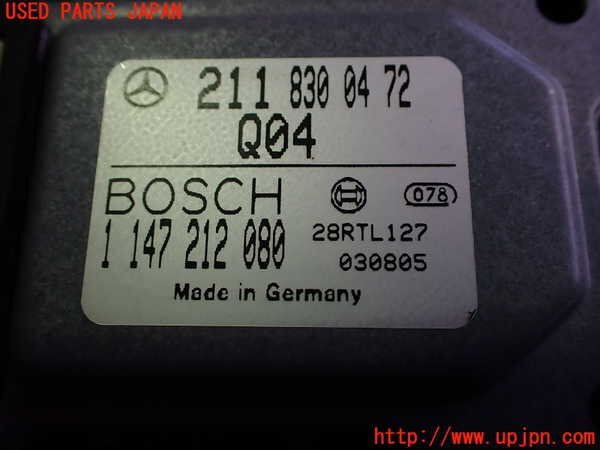 USED PARTS JAPAN
211 830 04 72
Q04
BOSCH 078
1 147 212 080 28RTL127
030805
Made in Germany
http://www.upjpn.com/